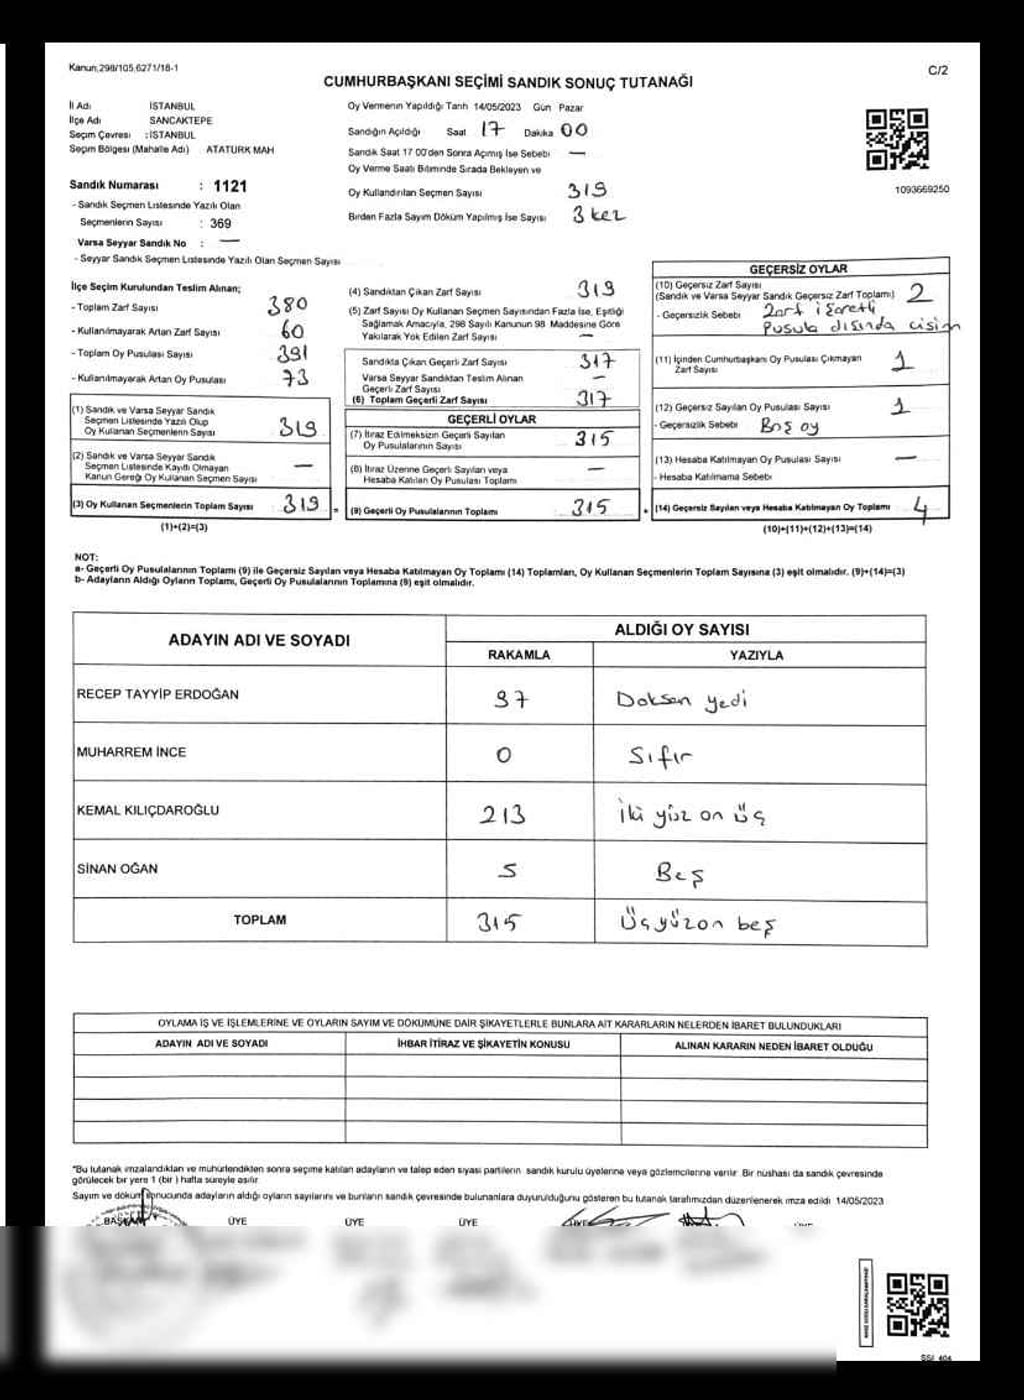 Kanun;298/105,6271/18-1
C/2
CUMHURBAŞKANI SEÇİMİ SANDIK SONUÇ TUTANAĞI
İl Adı İSTANBUL
İlçe Adı SANCAKTEPE
Seçim Çevresi : İSTANBUL
Seçim Bölgesi (Mahalle Adı) ATATÜRK MAH
Sandık Numarası : 1121
- Sandık Seçmen Listesinde Yazılı Olan
Seçmenlerin Sayısı : 369
Varsa Seyyar Sandık No : —
- Seyyar Sandık Seçmen Listesinde Yazılı Olan Seçmen Sayısı
Oy Vermenin Yapıldığı Tarih 14/05/2023 Gün Pazar
Sandığın Açıldığı Saat 17 Dakika 00
Sandık Saat 17 00'den Sonra Açımış İse Sebebi —
Oy Verme Saati Bitiminde Sırada Bekleyen ve
Oy Kullandırılan Seçmen Sayısı 319
Birden Fazla Sayım Döküm Yapılmış İse Sayısı 3 kez
1093669250
İlçe Seçim Kurulundan Teslim Alınan;
- Toplam Zarf Sayısı 380
- Kullanılmayarak Artan Zarf Sayısı 60
- Toplam Oy Pusulası Sayısı 391
- Kullanılmayarak Artan Oy Pusulası 73
(1) Sandık ve Varsa Seyyar Sandık
Seçmen Listesinde Yazılı Olup
Oy Kullanan Seçmenlerin Sayısı 319
(2) Sandık ve Varsa Seyyar Sandık
Seçmen Listesinde Kayıtlı Olmayan
Kanun Gereği Oy Kullanan Seçmen Sayısı —
(3) Oy Kullanan Seçmenlerin Toplam Sayısı 319
(1)+(2)=(3)
(4) Sandıktan Çıkan Zarf Sayısı 319
(5) Zarf Sayısı Oy Kullanan Seçmen Sayısından Fazla İse, Eşitliği
Sağlamak Amacıyla, 298 Sayılı Kanunun 98 Maddesine Göre
Yakılarak Yok Edilen Zarf Sayısı —
Sandıkta Çıkan Geçerli Zarf Sayısı 317
Varsa Seyyar Sandıktan Teslim Alınan
Geçerli Zarf Sayısı —
(6) Toplam Geçerli Zarf Sayısı 317
GEÇERLİ OYLAR
(7) İtiraz Edilmeksizin Geçerli Sayılan
Oy Pusulalarının Sayısı 315
(8) İtiraz Üzerine Geçerli Sayılan veya
Hesaba Katılan Oy Pusulası Toplamı —
(9) Geçerli Oy Pusulalarının Toplamı 315
GEÇERSİZ OYLAR
(10) Geçersiz Zarf Sayısı
(Sandık ve Varsa Seyyar Sandık Geçersiz Zarf Toplamı) 2
- Geçersizlik Sebebi Zarf işaretli
Pusula dışında cisim
(11) İçinden Cumhurbaşkanı Oy Pusulası Çıkmayan
Zarf Sayısı 1
(12) Geçersiz Sayılan Oy Pusulası Sayısı 1
- Geçersizlik Sebebi Boş oy
(13) Hesaba Katılmayan Oy Pusulası Sayısı —
- Hesaba Katılmama Sebebi
(14) Geçersiz Sayılan veya Hesaba Katılmayan Oy Toplamı 4
(10)+(11)+(12)+(13)=(14)
NOT:
a- Geçerli Oy Pusulalarının Toplamı (9) ile Geçersiz Sayılan veya Hesaba Katılmayan Oy Toplamı (14) Toplamları, Oy Kullanan Seçmenlerin Toplam Sayısına (3) eşit olmalıdır. (9)+(14)=(3)
b- Adayların Aldığı Oyların Toplamı, Geçerli Oy Pusulalarının Toplamına (9) eşit olmalıdır.
ADAYIN ADI VE SOYADI
ALDIĞI OY SAYISI
RAKAMLA YAZIYLA
RECEP TAYYİP ERDOĞAN 97 Doksan yedi
MUHARREM İNCE 0 Sıfır
KEMAL KILIÇDAROĞLU 213 İki yüz on üç
SİNAN OĞAN 5 Beş
TOPLAM 315 Üçyüzon beş
OYLAMA İŞ VE İŞLEMLERİNE VE OYLARIN SAYIM VE DÖKÜMÜNE DAİR ŞİKAYETLERLE BUNLARA AİT KARARLARIN NELERDEN İBARET BULUNDUKLARI
ADAYIN ADI VE SOYADI İHBAR İTİRAZ VE ŞİKAYETİN KONUSU ALINAN KARARIN NEDEN İBARET OLDUĞU
"Bu tutanak imzalandıktan ve mühürlendikten sonra seçime katılan adayların ve talep eden siyasi partilerin sandık kurulu üyelerine veya gözlemcilerine verilir. Bir nüshası da sandık çevresinde
görülecek bir yere 1 (bir) hafta süreyle asılır
Sayım ve döküm sonucunda adayların aldığı oyların sayılarını ve bunların sandık çevresinde bulunanlara duyurulduğunu gösteren bu tutanak tarafımızdan düzenlenerek imza edildi 14/05/2023
BAŞKAN ÜYE ÜYE ÜYE ÜYE
SSİ 404